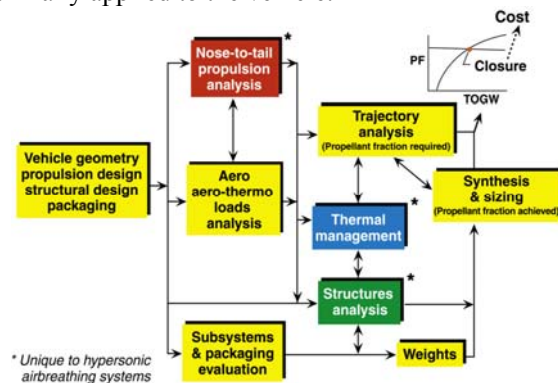 Cost
PF
Closure
TOGW
Nose-to-tail
propulsion
analysis
*
Vehicle geometry
propulsion design
structural design
packaging
Aero
aero-thermo
loads
analysis
Trajectory
analysis
(Propellant fraction required)
Synthesis
& sizing
(Propellant fraction achieved)
Thermal
management
*
Structures
analysis
*
Subsystems
& packaging
evaluation
Weights
* Unique to hypersonic
airbreathing systems